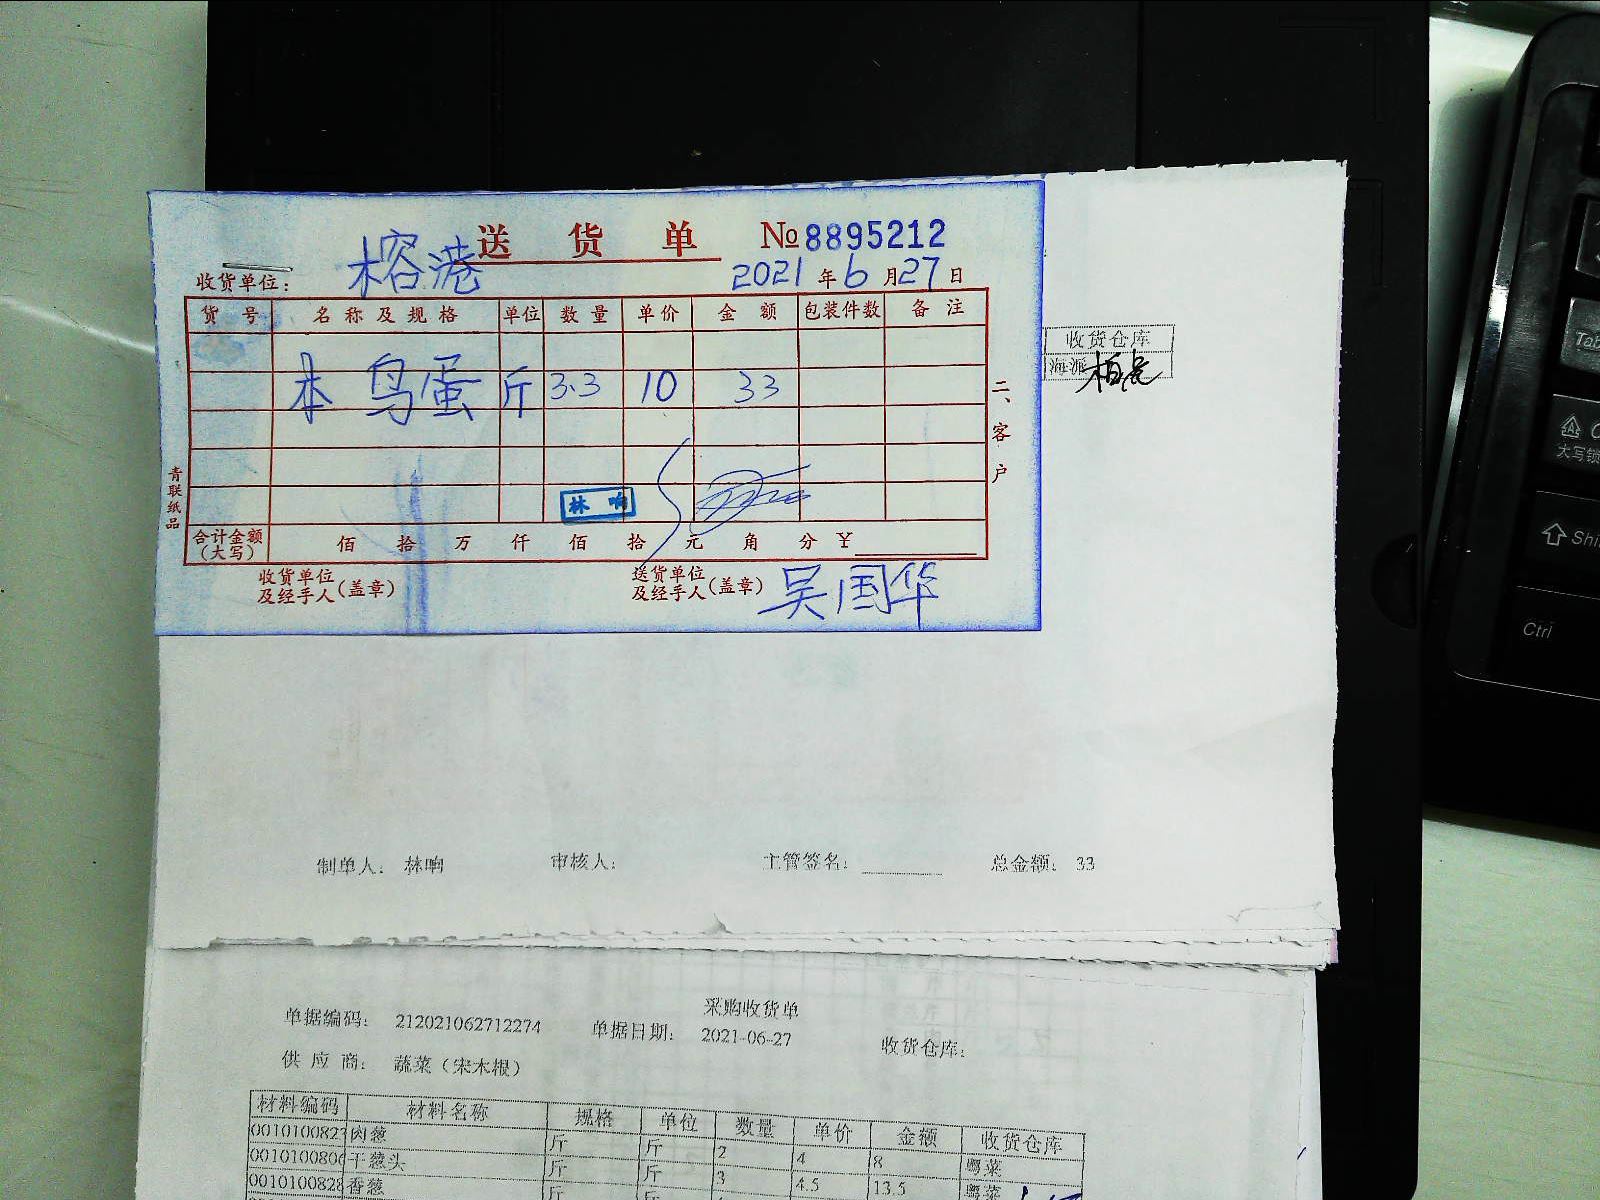 送 货 单 №8895212
收货单位: 榕港 2021 年 6 月 27 日
货 号 名 称 及 规 格 单位 数 量 单价 金 额 包装件数 备 注
本 鸟蛋 斤 3.3 10 33
林 响
合计金额(大写) 佰 拾 万 仟 佰 拾 元 角 分 ¥
收货单位及经手人(盖章) 送货单位及经手人(盖章) 吴国华
二、客户
青联纸品
收货仓库
制单人: 林响 审核人: 主管签名: 总金额: 33
采购收货单
单据编码: 212021062712274 单据日期: 2021-06-27 收货仓库:
供 应 商: 蔬菜(宋木根)
材料编码 材料名称 规格 单位 数量 单价 金额 收货仓库
001010082 肉葱 斤 斤 2 4 8 粤菜
001010080 干葱头 斤 斤 3 4.5 13.5 粤菜
0010100828 香葱 斤 斤